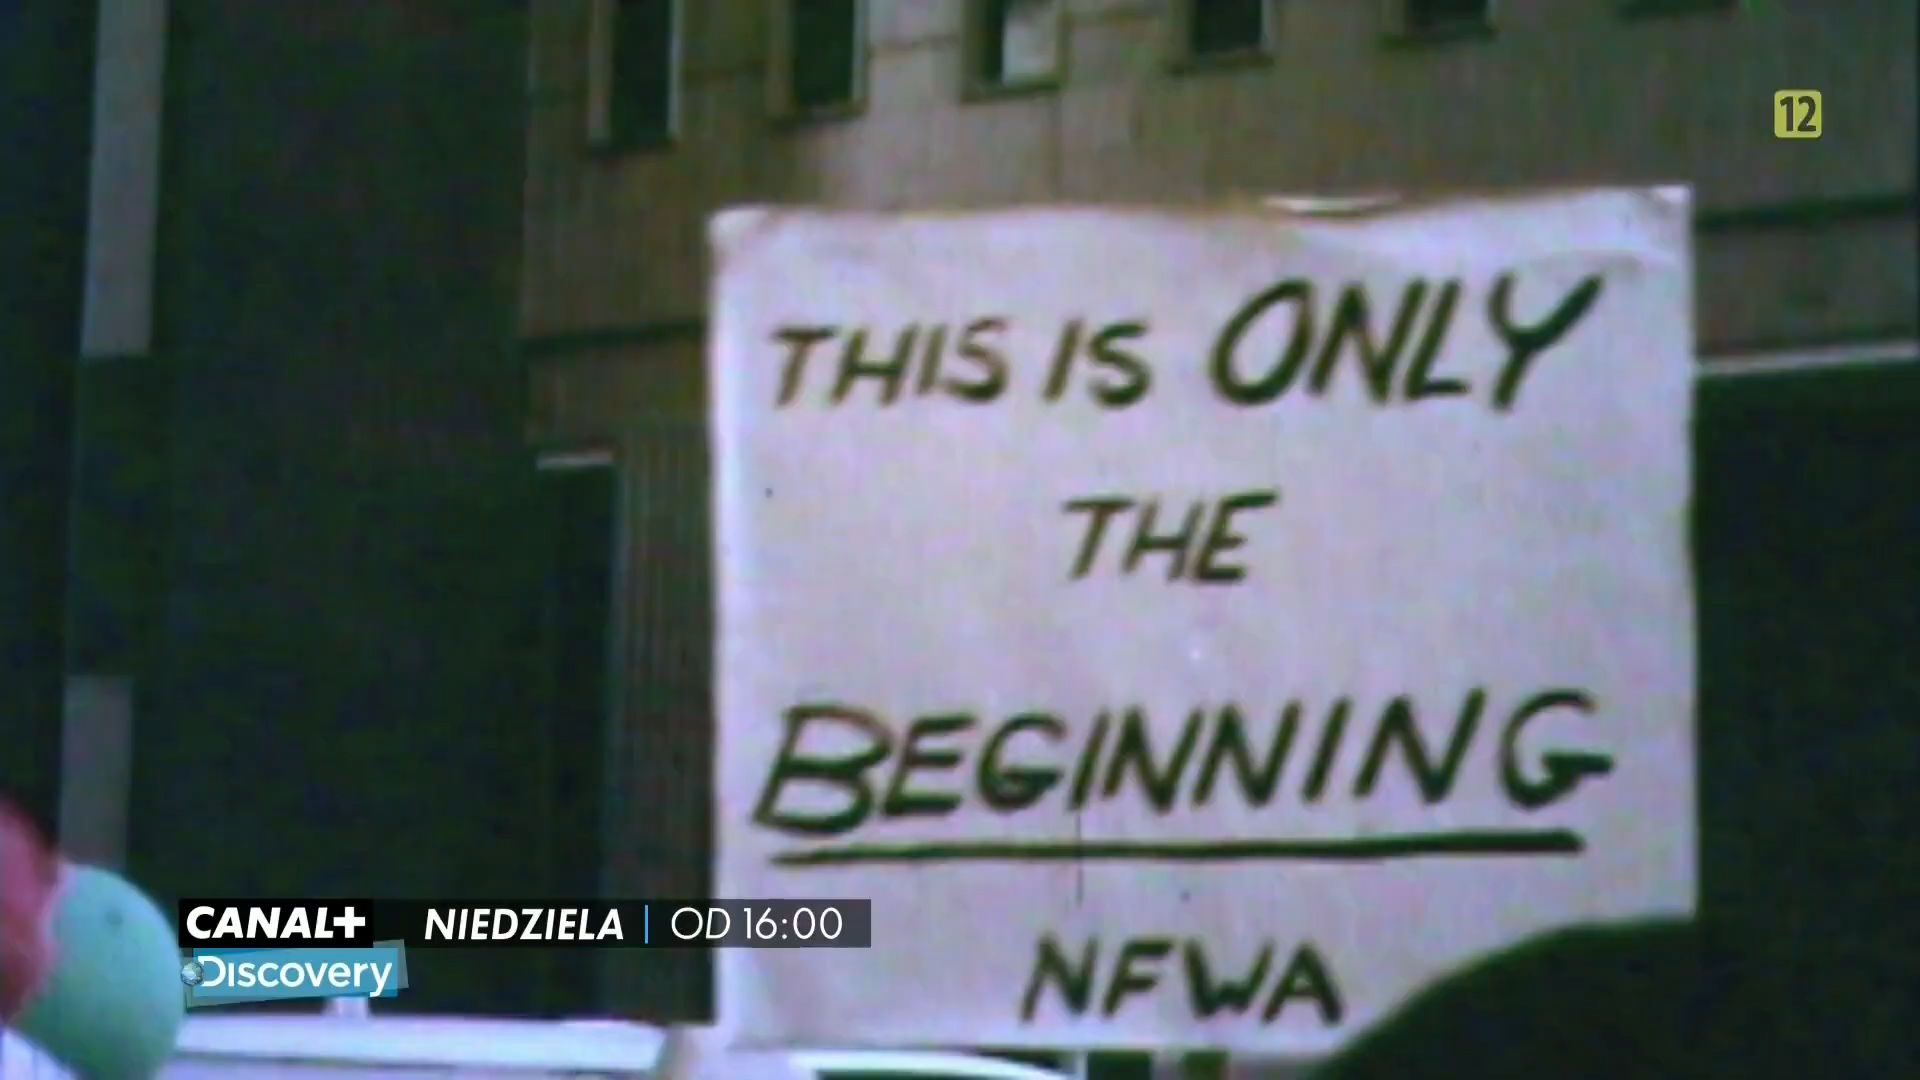 12
THIS IS ONLY
THE
BEGINNING
NFWA
CANAL+ NIEDZIELA | OD 16:00
Discovery